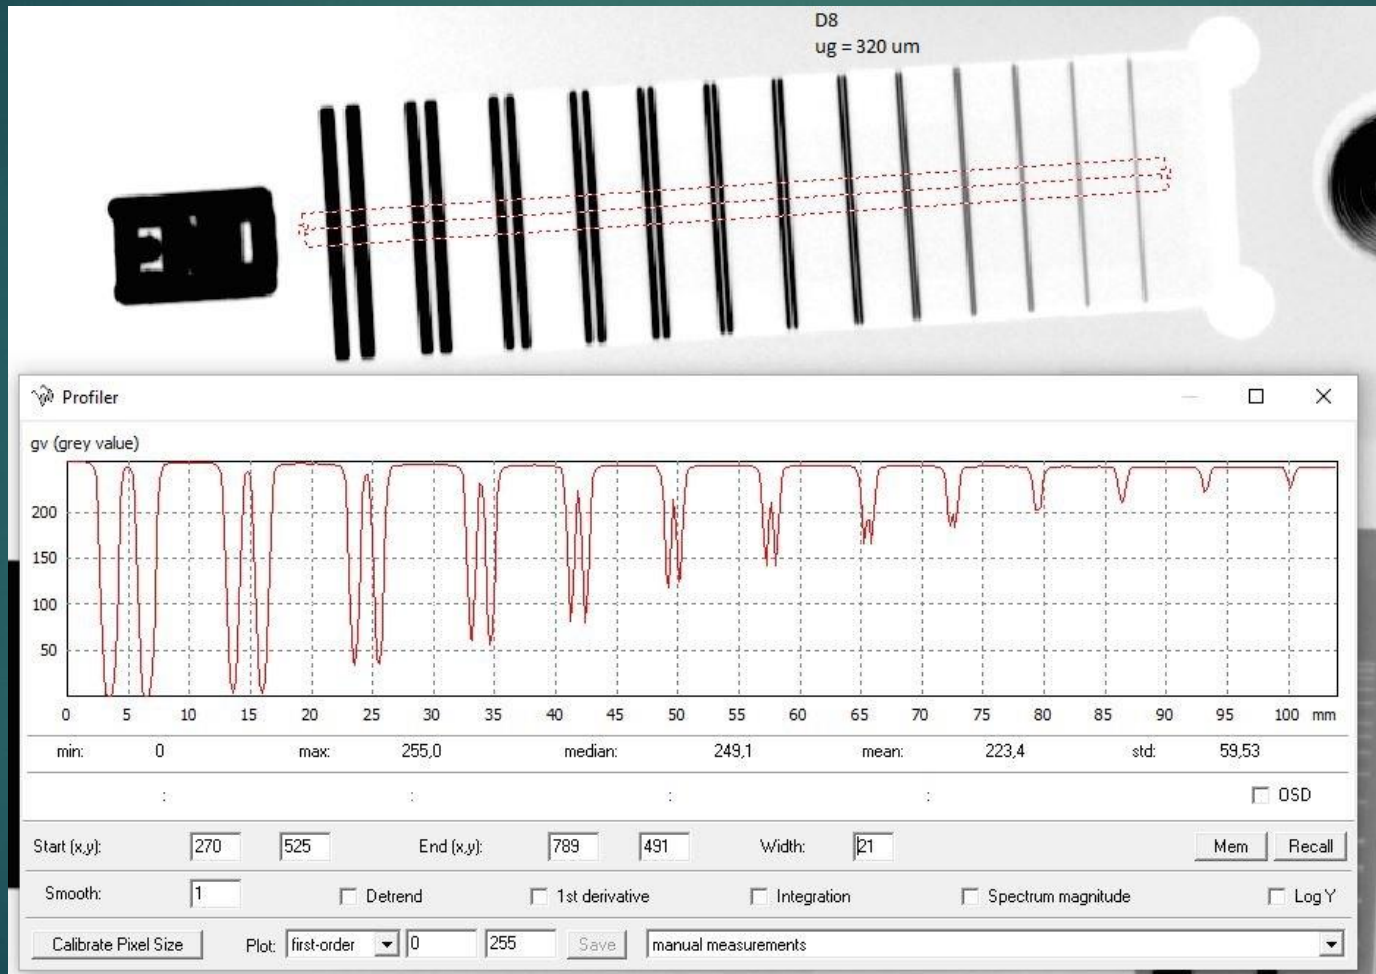 D8
ug = 320 um
Profiler
gv (grey value)
200
150
100
50
0 5 10 15 20 25 30 35 40 45 50 55 60 65 70 75 80 85 90 95 100 mm
min: 0 max: 255,0 median: 249,1 mean: 223,4 std: 59,53
: : : : OSD
Start (x,y): 270 525 End (x,y): 789 491 Width: 21 Mem Recall
Smooth: 1 Detrend 1st derivative Integration Spectrum magnitude Log Y
Calibrate Pixel Size Plot: first-order 0 255 Save manual measurements